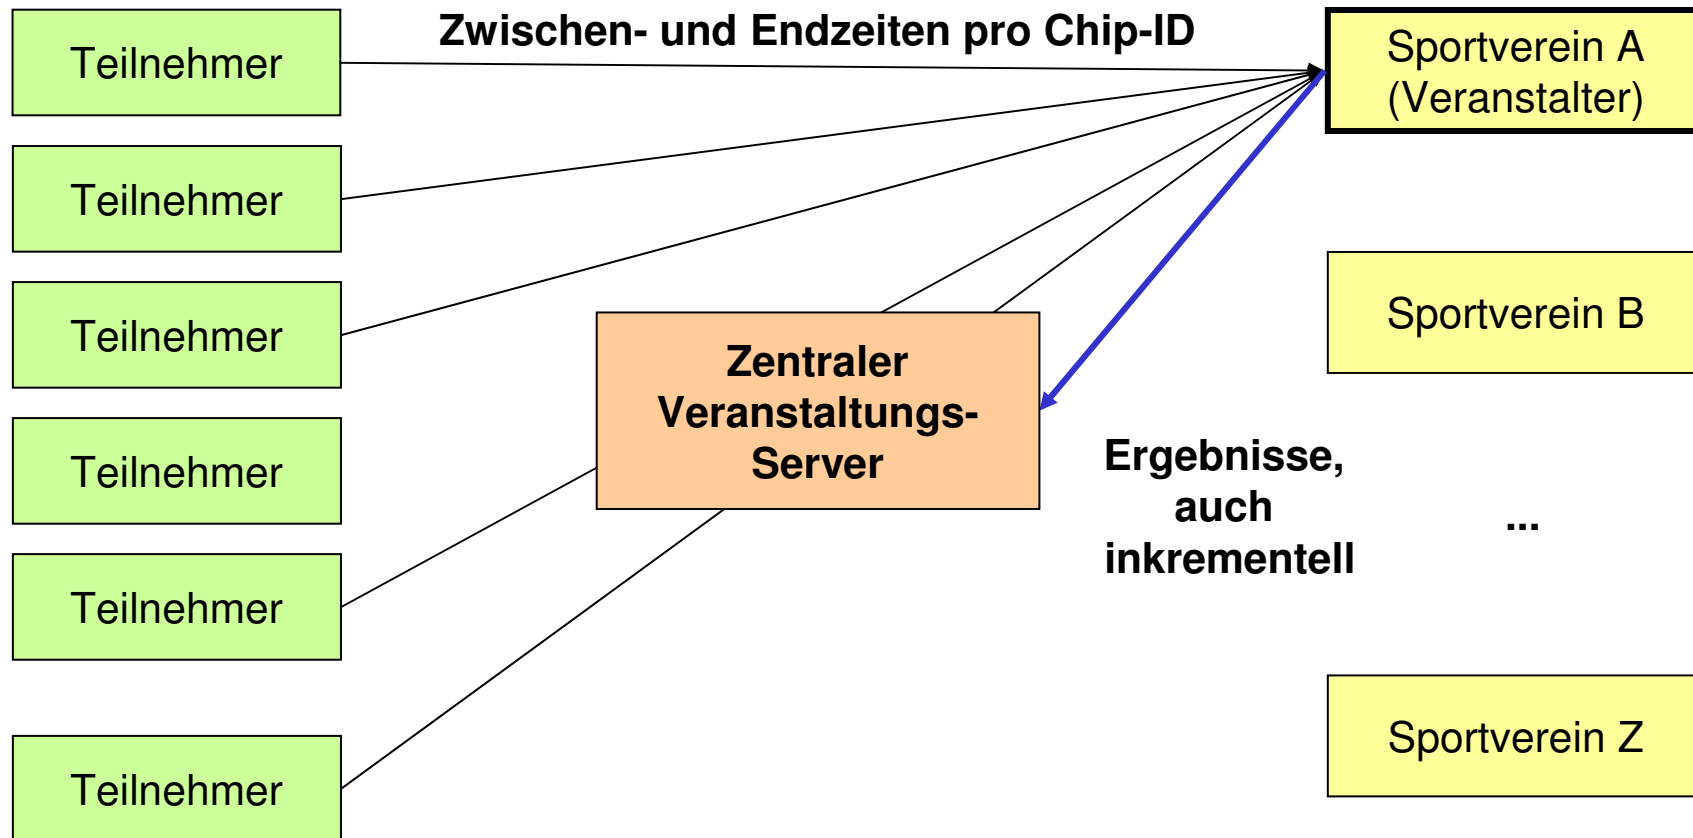 Zwischen- und Endzeiten pro Chip-ID
Teilnehmer
Teilnehmer
Teilnehmer
Teilnehmer
Teilnehmer
Teilnehmer
Zentraler
Veranstaltungs-
Server
Ergebnisse,
auch
inkrementell
Sportverein A
(Veranstalter)
Sportverein B
...
Sportverein Z